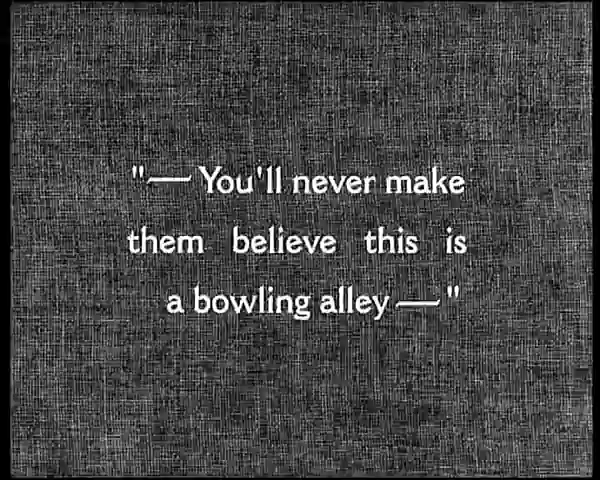 "— You'll never make
them believe this is
a bowling alley — "